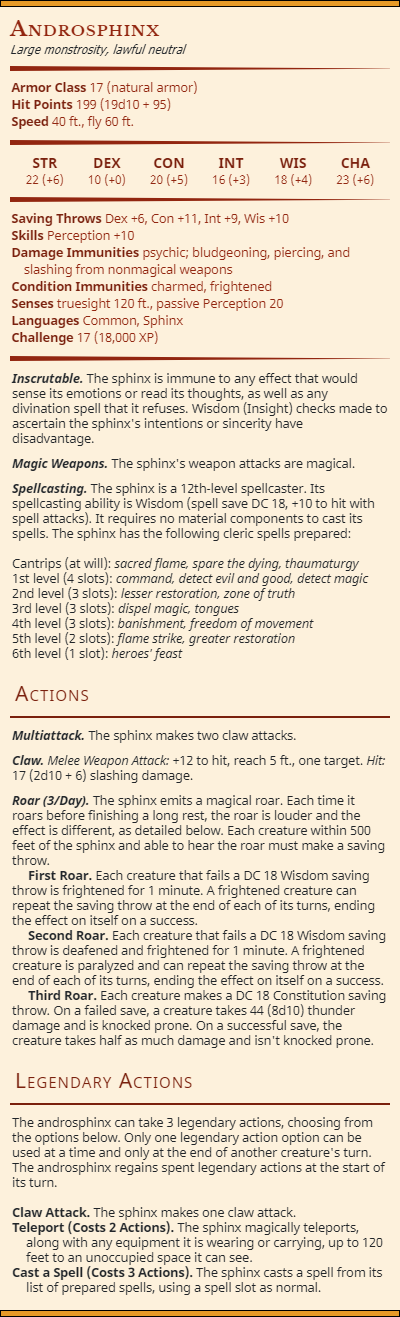 Androsphinx
Large monstrosity, lawful neutral
Armor Class 17 (natural armor)
Hit Points 199 (19d10 + 95)
Speed 40 ft., fly 60 ft.
STR DEX CON INT WIS CHA
22 (+6) 10 (+0) 20 (+5) 16 (+3) 18 (+4) 23 (+6)
Saving Throws Dex +6, Con +11, Int +9, Wis +10
Skills Perception +10
Damage Immunities psychic; bludgeoning, piercing, and
slashing from nonmagical weapons
Condition Immunities charmed, frightened
Senses truesight 120 ft., passive Perception 20
Languages Common, Sphinx
Challenge 17 (18,000 XP)
Inscrutable. The sphinx is immune to any effect that would
sense its emotions or read its thoughts, as well as any
divination spell that it refuses. Wisdom (Insight) checks made to
ascertain the sphinx's intentions or sincerity have
disadvantage.
Magic Weapons. The sphinx's weapon attacks are magical.
Spellcasting. The sphinx is a 12th-level spellcaster. Its
spellcasting ability is Wisdom (spell save DC 18, +10 to hit with
spell attacks). It requires no material components to cast its
spells. The sphinx has the following cleric spells prepared:
Cantrips (at will): sacred flame, spare the dying, thaumaturgy
1st level (4 slots): command, detect evil and good, detect magic
2nd level (3 slots): lesser restoration, zone of truth
3rd level (3 slots): dispel magic, tongues
4th level (3 slots): banishment, freedom of movement
5th level (2 slots): flame strike, greater restoration
6th level (1 slot): heroes' feast
Actions
Multiattack. The sphinx makes two claw attacks.
Claw. Melee Weapon Attack: +12 to hit, reach 5 ft., one target. Hit:
17 (2d10 + 6) slashing damage.
Roar (3/Day). The sphinx emits a magical roar. Each time it
roars before finishing a long rest, the roar is louder and the
effect is different, as detailed below. Each creature within 500
feet of the sphinx and able to hear the roar must make a saving
throw.
First Roar. Each creature that fails a DC 18 Wisdom saving
throw is frightened for 1 minute. A frightened creature can
repeat the saving throw at the end of each of its turns, ending
the effect on itself on a success.
Second Roar. Each creature that fails a DC 18 Wisdom saving
throw is deafened and frightened for 1 minute. A frightened
creature is paralyzed and can repeat the saving throw at the
end of each of its turns, ending the effect on itself on a success.
Third Roar. Each creature makes a DC 18 Constitution saving
throw. On a failed save, a creature takes 44 (8d10) thunder
damage and is knocked prone. On a successful save, the
creature takes half as much damage and isn't knocked prone.
Legendary Actions
The androsphinx can take 3 legendary actions, choosing from
the options below. Only one legendary action option can be
used at a time and only at the end of another creature's turn.
The androsphinx regains spent legendary actions at the start of
its turn.
Claw Attack. The sphinx makes one claw attack.
Teleport (Costs 2 Actions). The sphinx magically teleports,
along with any equipment it is wearing or carrying, up to 120
feet to an unoccupied space it can see.
Cast a Spell (Costs 3 Actions). The sphinx casts a spell from its
list of prepared spells, using a spell slot as normal.